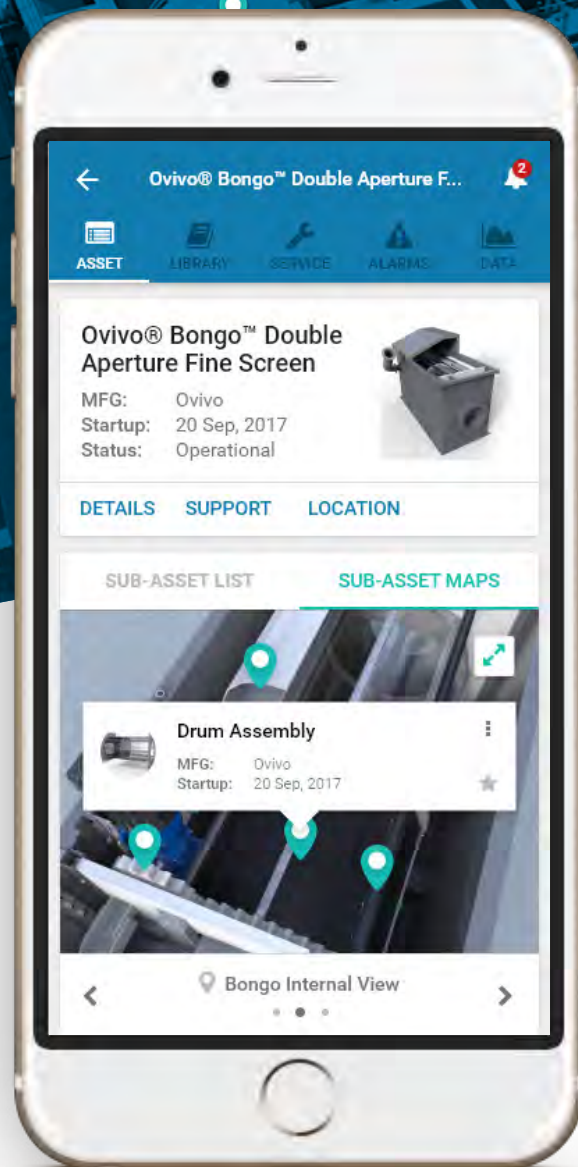 Ovivo® Bongo™ Double Aperture F...
2
ASSET LIBRARY SERVICE ALARMS DATA
Ovivo® Bongo™ Double
Aperture Fine Screen
MFG: Ovivo
Startup: 20 Sep, 2017
Status: Operational
DETAILS SUPPORT LOCATION
SUB-ASSET LIST SUB-ASSET MAPS
Drum Assembly
MFG: Ovivo
Startup: 20 Sep, 2017
Bongo Internal View